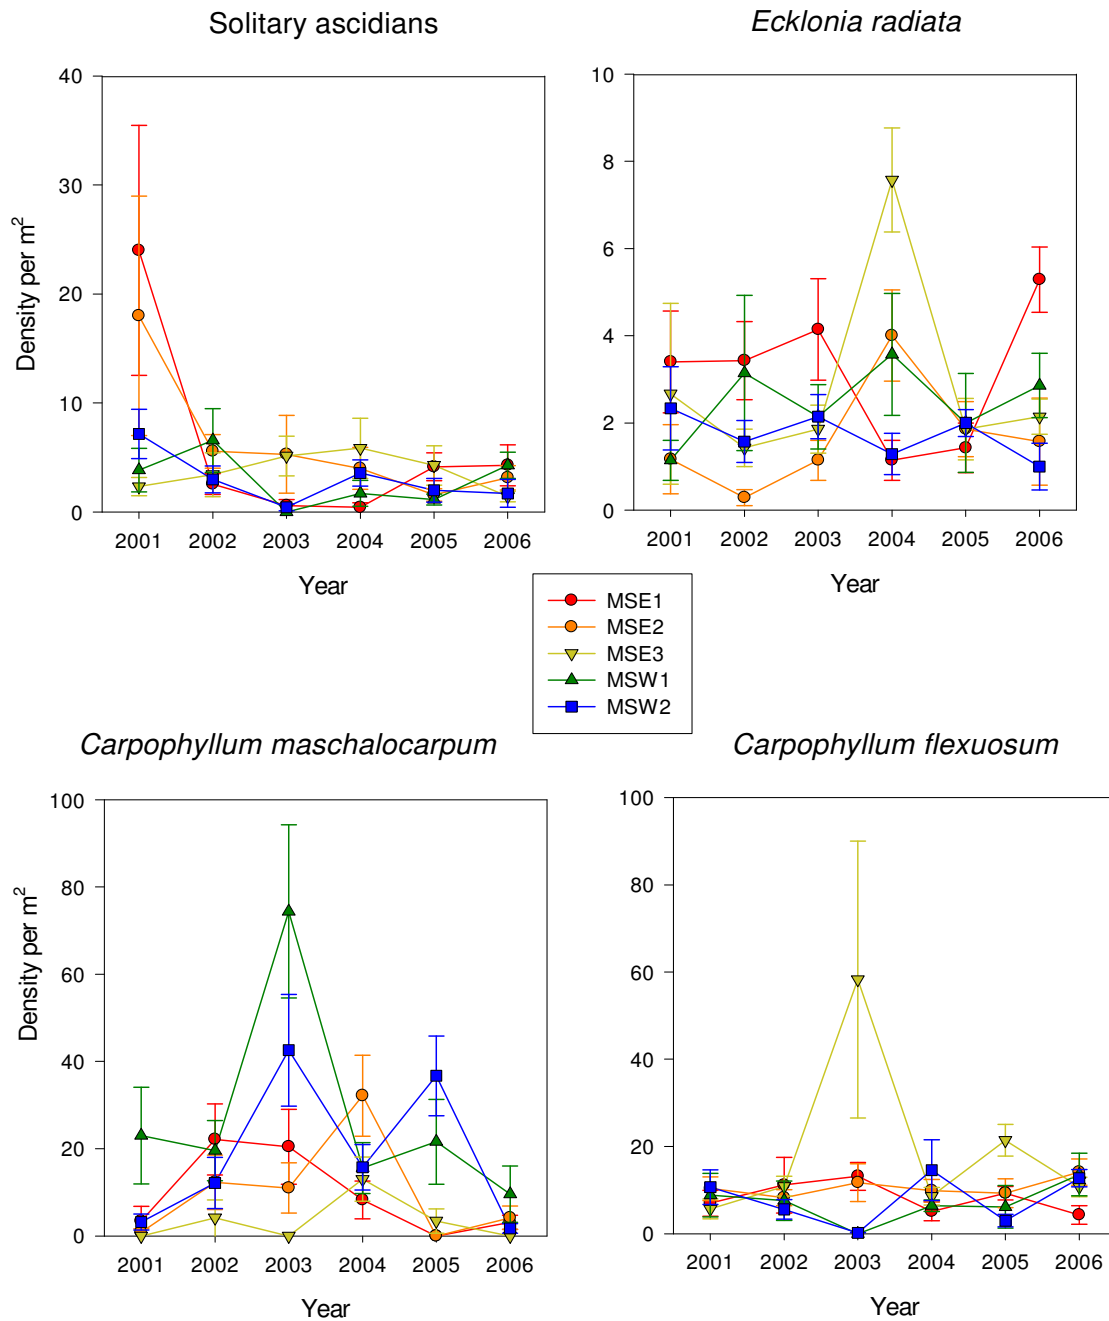 Solitary ascidians
Ecklonia radiata
Density per m²
40
30
20
10
0
2001 2002 2003 2004 2005 2006
Year
10
8
6
4
2
0
2001 2002 2003 2004 2005 2006
Year
MSE1
MSE2
MSE3
MSW1
MSW2
Carpophyllum maschalocarpum
Carpophyllum flexuosum
Density per m²
100
80
60
40
20
0
2001 2002 2003 2004 2005 2006
Year
100
80
60
40
20
0
2001 2002 2003 2004 2005 2006
Year